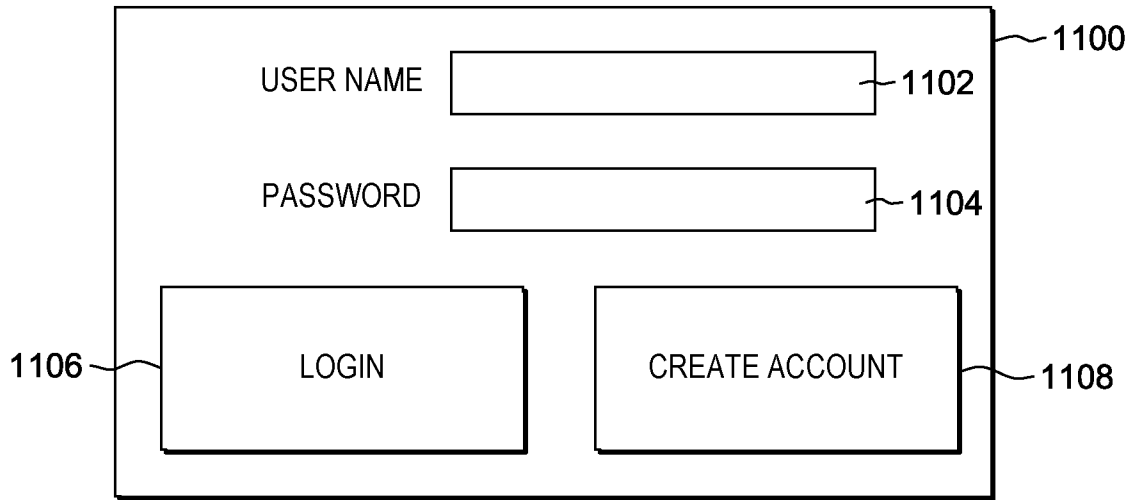 1100
USER NAME 1102
PASSWORD 1104
1106 LOGIN CREATE ACCOUNT 1108